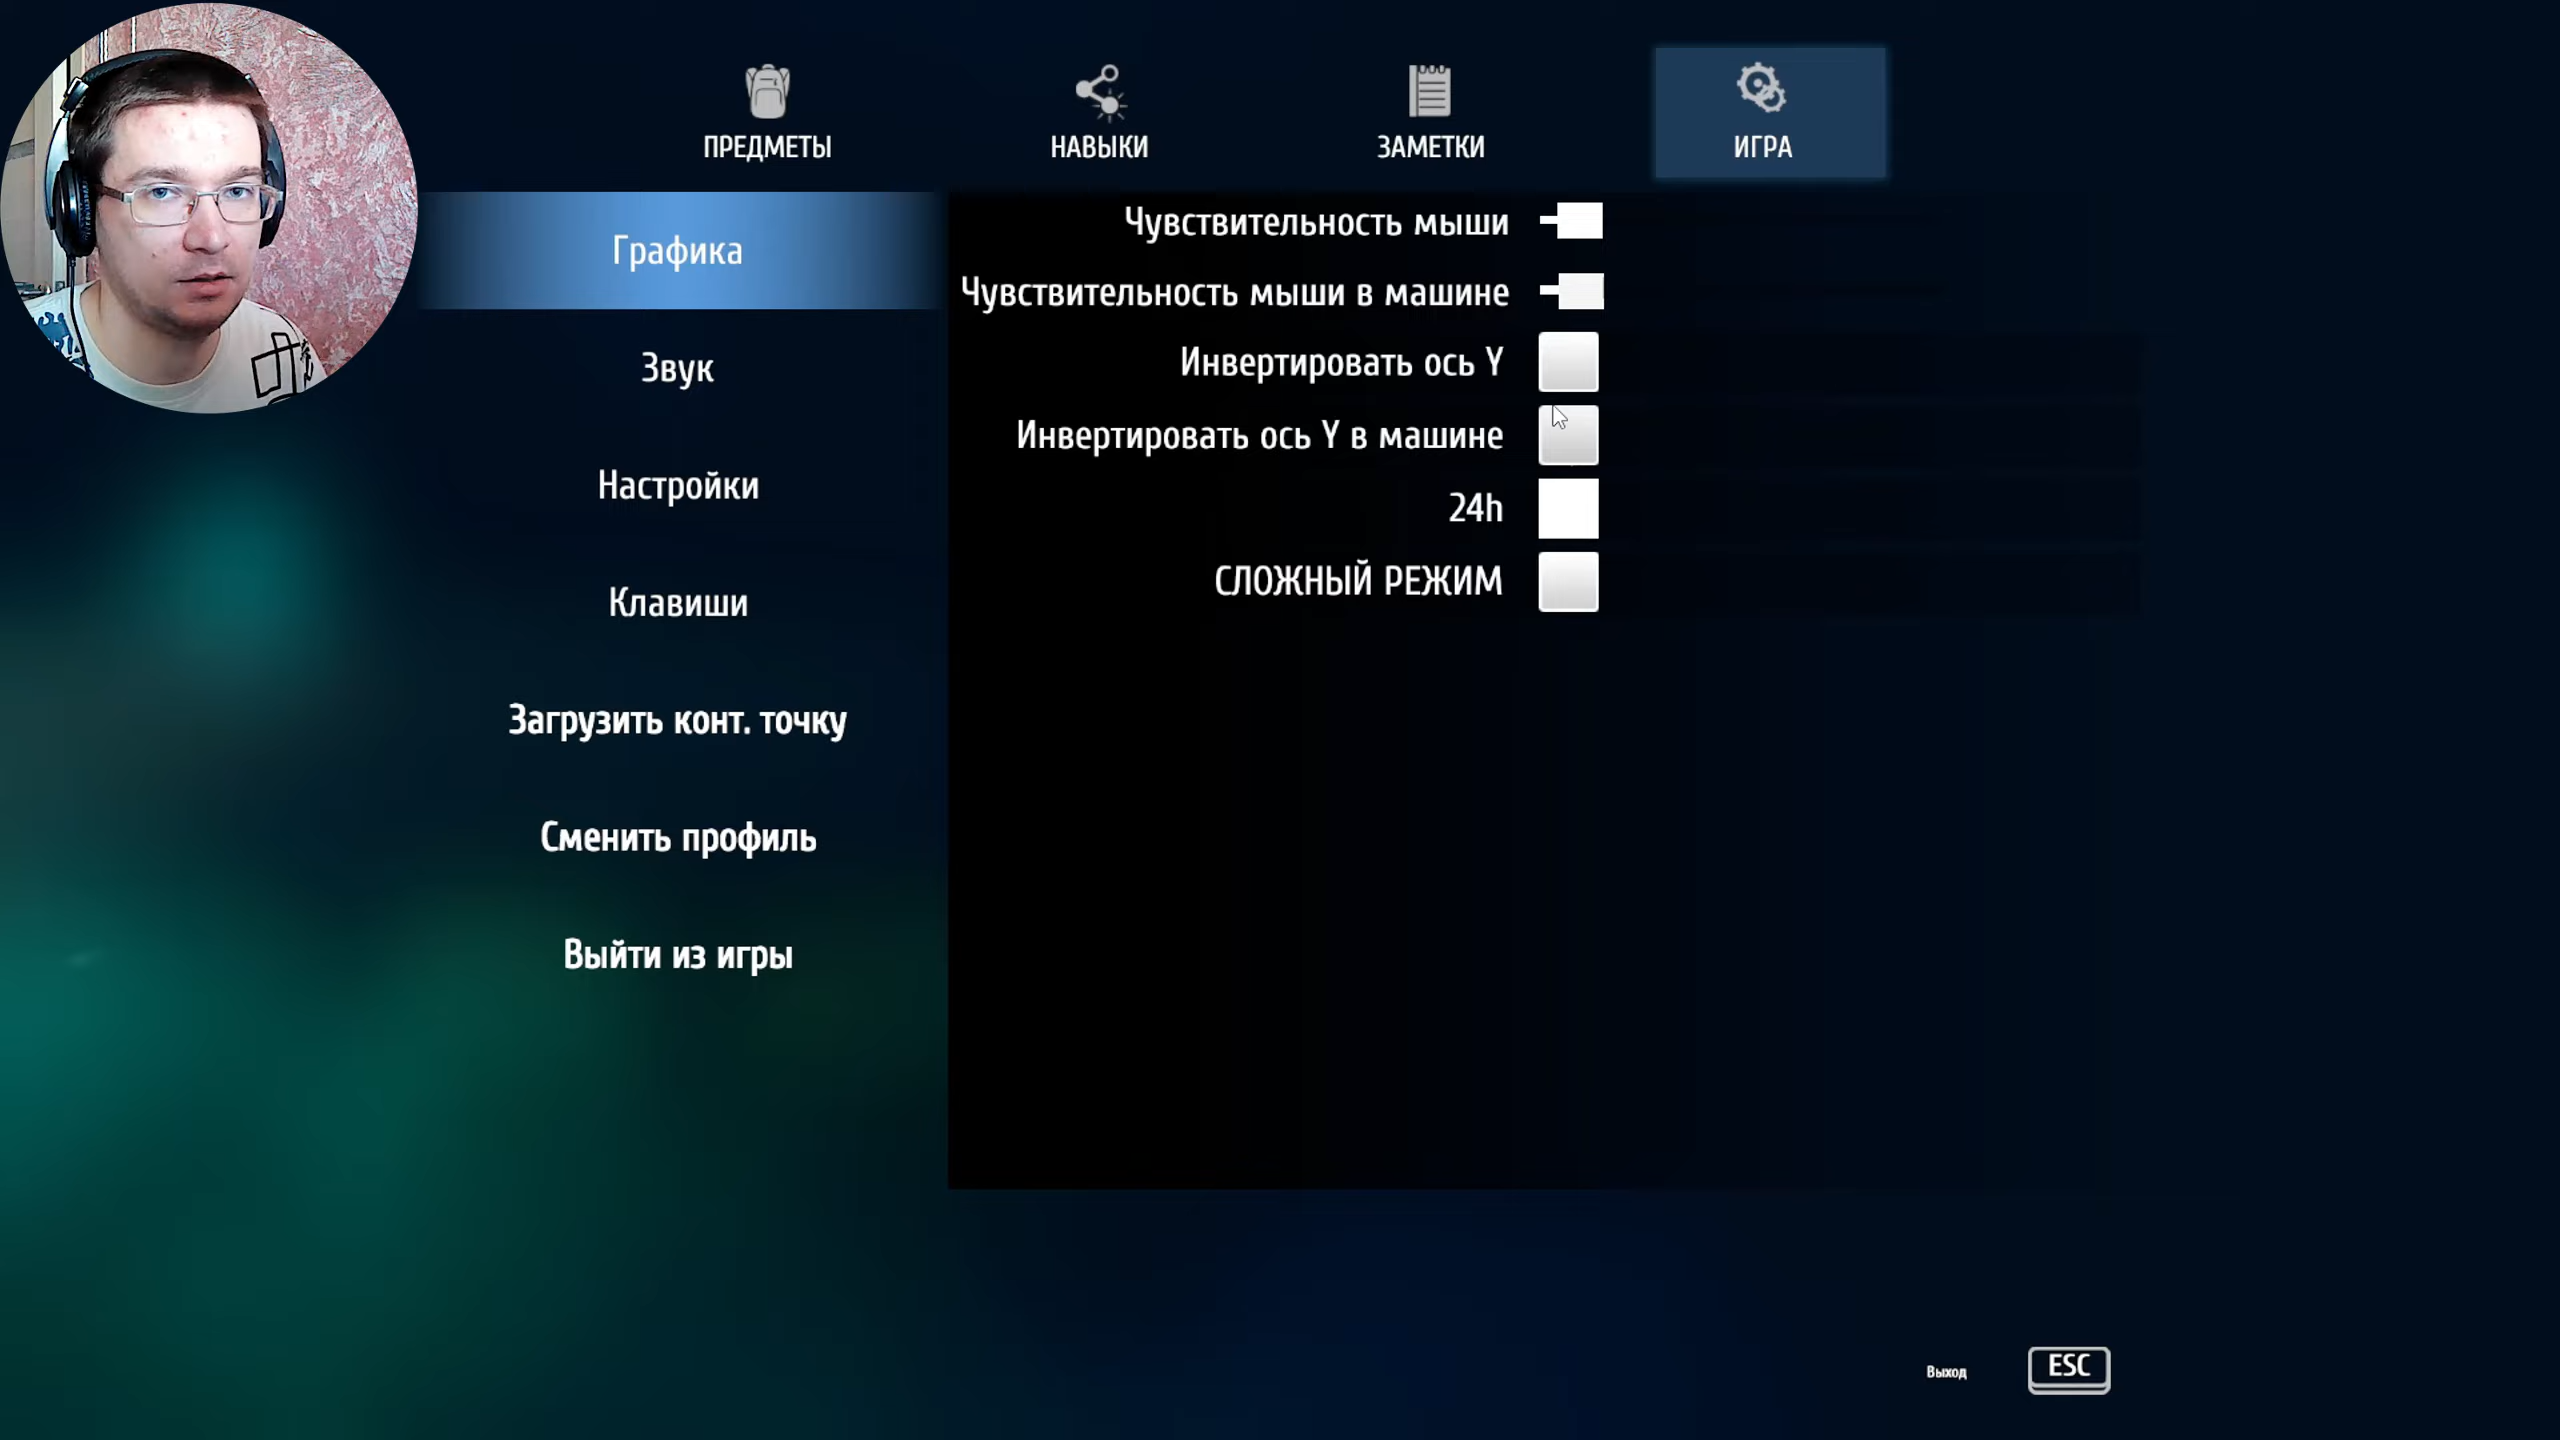 ПРЕДМЕТЫ
НАВЫКИ
ЗАМЕТКИ
ИГРА
Графика
Звук
Настройки
Клавиши
Загрузить конт. точку
Сменить профиль
Выйти из игры
Чувствительность мыши
Чувствительность мыши в машине
Инвертировать ось Y
Инвертировать ось Y в машине
24h
СЛОЖНЫЙ РЕЖИМ
Выход
ESC